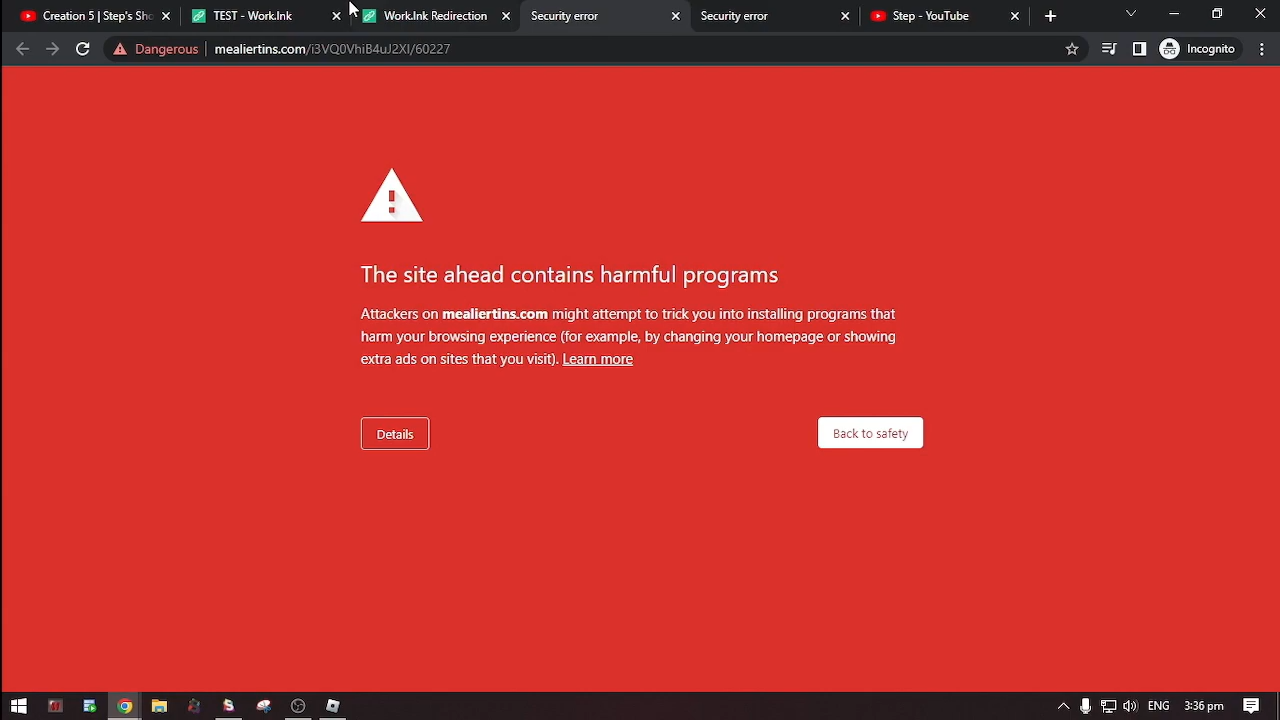 Creation 5 | Step's Sho
TEST - Work.Ink
Work.Ink Redirection
Security error
Security error
Step - YouTube
Dangerous
mealiertins.com/i3VQ0VhiB4uJ2XI/60227
Incognito
The site ahead contains harmful programs
Attackers on mealiertins.com might attempt to trick you into installing programs that
harm your browsing experience (for example, by changing your homepage or showing
extra ads on sites that you visit). Learn more
Details
Back to safety
ENG
3:36 pm